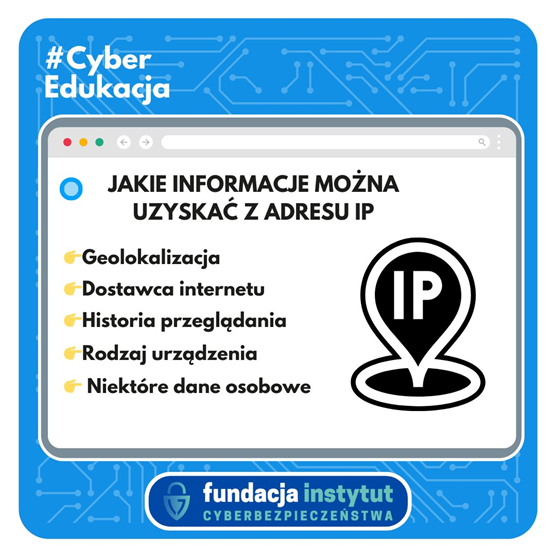 #Cyber
Edukacja
JAKIE INFORMACJE MOŻNA
UZYSKAĆ Z ADRESU IP
👉Geolokalizacja
👉Dostawca internetu
👉Historia przeglądania
👉Rodzaj urządzenia
👉 Niektóre dane osobowe
IP
fundacja instytut
CYBERBEZPIECZEŃSTWA